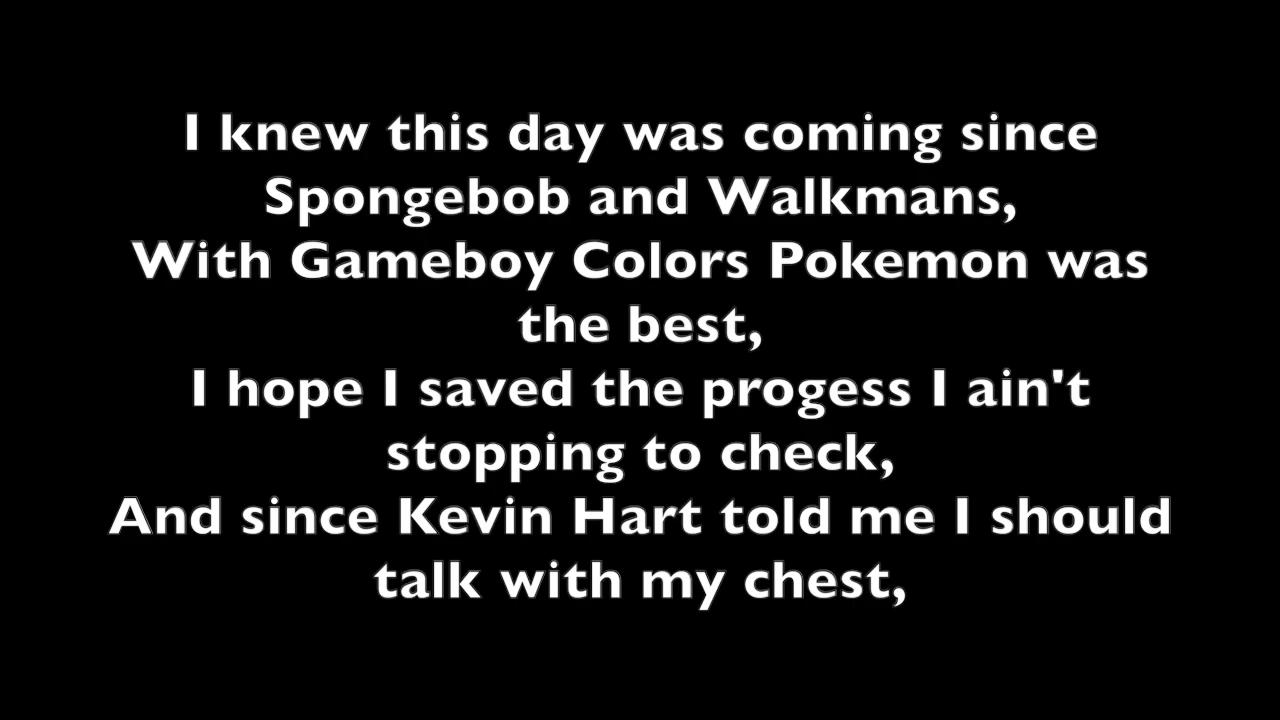 I knew this day was coming since
Spongebob and Walkmans,
With Gameboy Colors Pokemon was
the best,
I hope I saved the progess I ain't
stopping to check,
And since Kevin Hart told me I should
talk with my chest,